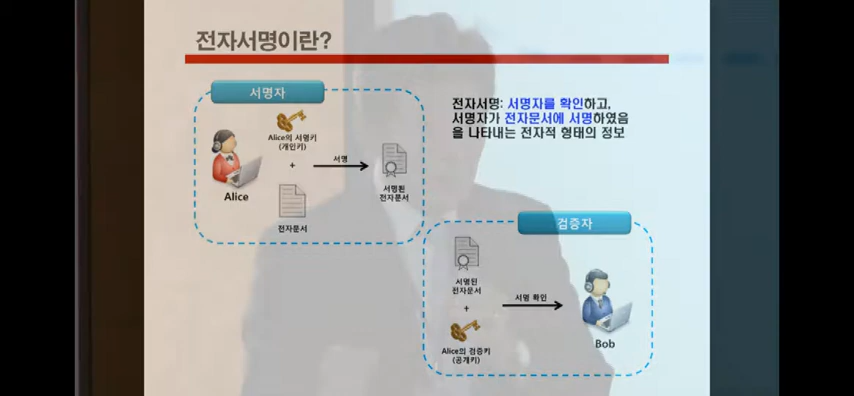 전자서명이란?
서명자
Alice의 서명키
(개인키)
+
서명
서명된
전자문서
Alice
전자문서
전자서명: 서명자를 확인하고,
서명자가 전자문서에 서명하였음
을 나타내는 전자적 형태의 정보
검증자
서명된
전자문서
+
서명 확인
Alice의 검증키
(공개키)
Bob